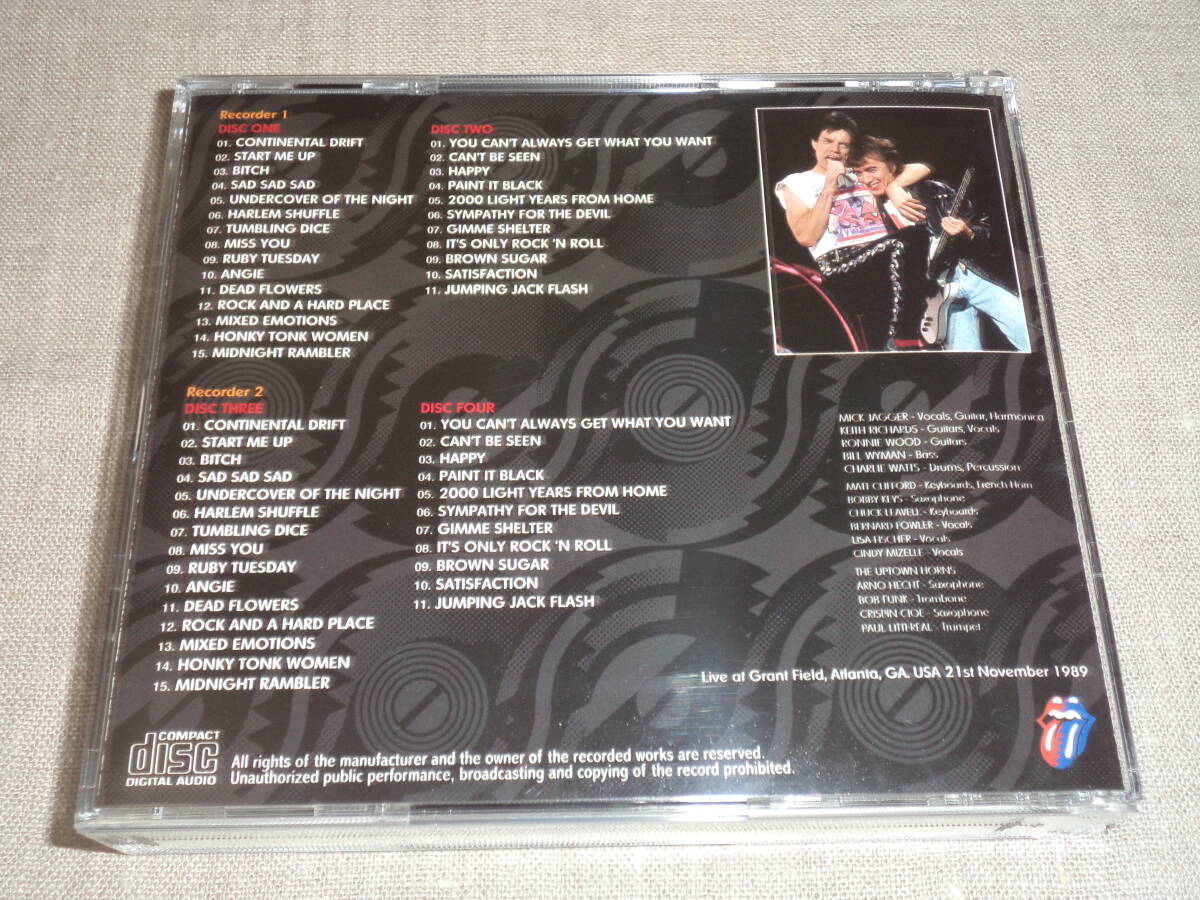 Recorder 1
DISC ONE
01. CONTINENTAL DRIFT
02. START ME UP
03. BITCH
04. SAD SAD SAD
05. UNDERCOVER OF THE NIGHT
06. HARLEM SHUFFLE
07. TUMBLING DICE
08. MISS YOU
09. RUBY TUESDAY
10. ANGIE
11. DEAD FLOWERS
12. ROCK AND A HARD PLACE
13. MIXED EMOTIONS
14. HONKY TONK WOMEN
15. MIDNIGHT RAMBLER
DISC TWO
01. YOU CAN'T ALWAYS GET WHAT YOU WANT
02. CAN'T BE SEEN
03. HAPPY
04. PAINT IT BLACK
05. 2000 LIGHT YEARS FROM HOME
06. SYMPATHY FOR THE DEVIL
07. GIMME SHELTER
08. IT'S ONLY ROCK 'N ROLL
09. BROWN SUGAR
10. SATISFACTION
11. JUMPING JACK FLASH
Recorder 2
DISC THREE
01. CONTINENTAL DRIFT
02. START ME UP
03. BITCH
04. SAD SAD SAD
05. UNDERCOVER OF THE NIGHT
06. HARLEM SHUFFLE
07. TUMBLING DICE
08. MISS YOU
09. RUBY TUESDAY
10. ANGIE
11. DEAD FLOWERS
12. ROCK AND A HARD PLACE
13. MIXED EMOTIONS
14. HONKY TONK WOMEN
15. MIDNIGHT RAMBLER
DISC FOUR
01. YOU CAN'T ALWAYS GET WHAT YOU WANT
02. CAN'T BE SEEN
03. HAPPY
04. PAINT IT BLACK
05. 2000 LIGHT YEARS FROM HOME
06. SYMPATHY FOR THE DEVIL
07. GIMME SHELTER
08. IT'S ONLY ROCK 'N ROLL
09. BROWN SUGAR
10. SATISFACTION
11. JUMPING JACK FLASH
MICK JAGGER - Vocals, Guitar, Harmonica
KEITH RICHARDS - Guitars, Vocals
RONNIE WOOD - Guitars
BILL WYMAN - Bass
CHARLIE WATTS - Drums, Percussion
MATT CLIFFORD - Keyboards, French Horn
BOBBY KEYS - Saxophone
CHUCK LEAVELL - Keyboards
BERNARD FOWLER - Vocals
LISA FISCHER - Vocals
CINDY MIZELLE - Vocals
THE UPTOWN HORNS
ARNO HECHT - Saxophone
BOB FUNK - Trombone
CRISPIN CIOE - Saxophone
PAUL LITTEREAL - Trumpet
Live at Grant Field, Atlanta, GA. USA 21st November 1989
COMPACT
disc
DIGITAL AUDIO
All rights of the manufacturer and the owner of the recorded works are reserved.
Unauthorized public performance, broadcasting and copying of the record prohibited.